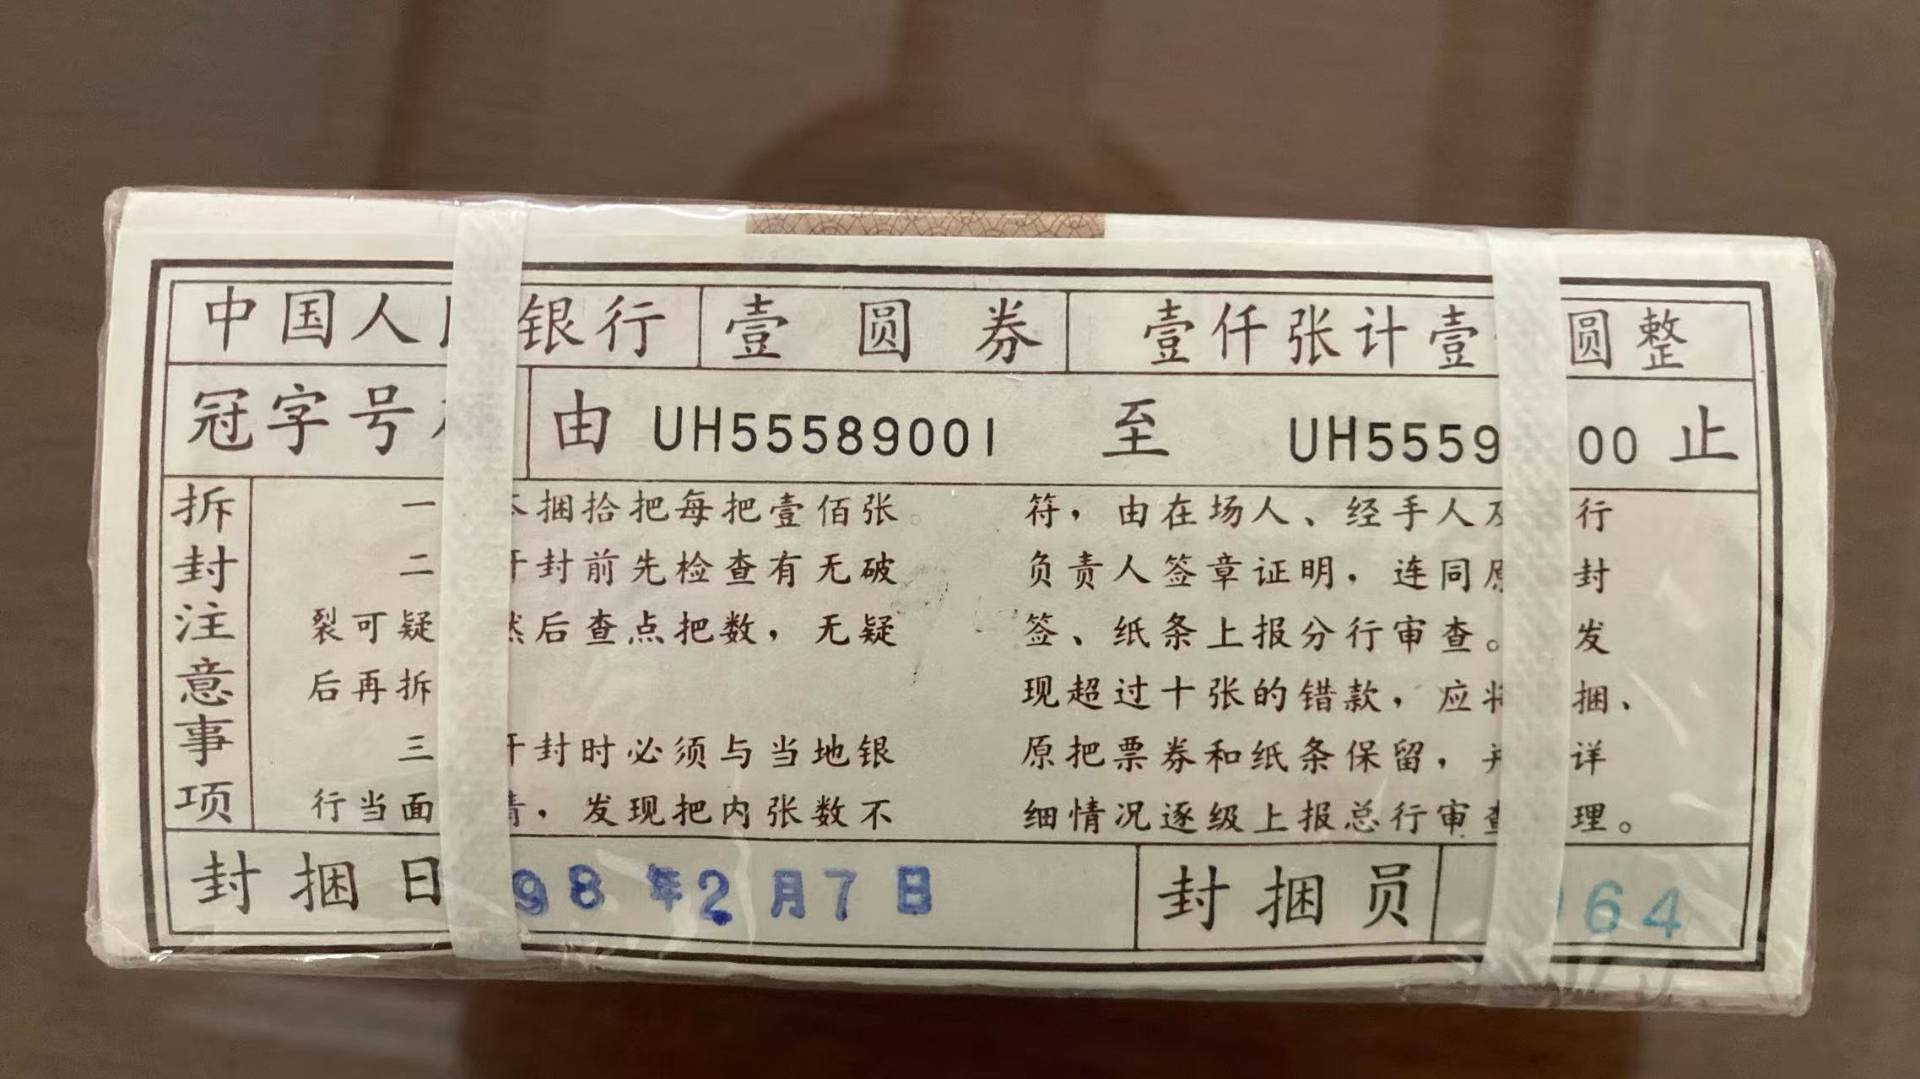 中国人 银行 壹圆券 壹仟张计壹 圆整
冠字号 由 UH55589001 至 UH5559 00 止
拆封注意事项
一 捆拾把每把壹佰张。
二 封前先检查有无破
裂可疑 然后查点把数，无疑
后再拆
三 开封时必须与当地银
行当面 ，发现把内张数不
符，由在场人、经手人及 行
负责人签章证明，连同原 封
签、纸条上报分行审查。 发
现超过十张的错款，应将 捆、
原把票券和纸条保留，并 详
细情况逐级上报总行审查 理。
封捆日 98年2月7日 封捆员 64